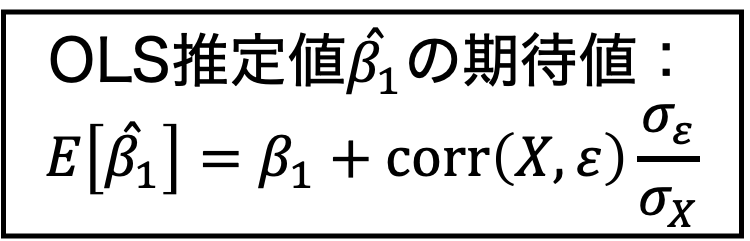 OLS推定値β̂₁の期待値：
E[β̂₁] = β₁ + corr(X, ε) σ_ε/σ_X